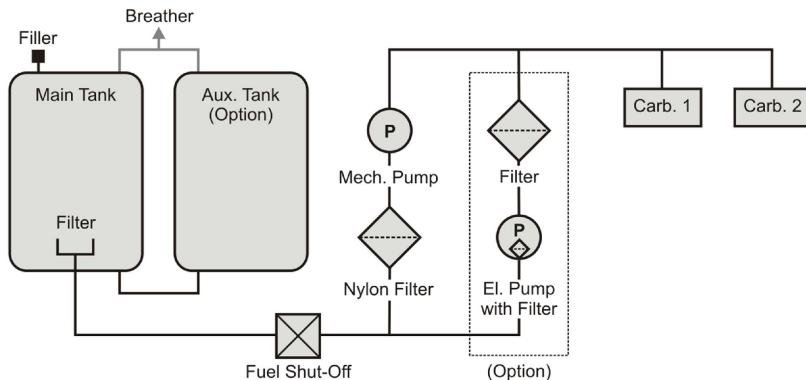 Breather
Filler
Main Tank
Aux. Tank
(Option)
Carb. 1
Carb. 2
P
Mech. Pump
Filter
Filter
P
Nylon Filter
El. Pump
with Filter
Fuel Shut-Off
(Option)